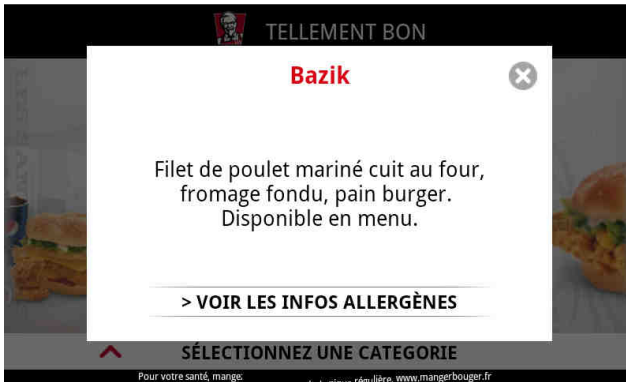 TELLEMENT BON
Bazik
Filet de poulet mariné cuit au four,
fromage fondu, pain burger.
Disponible en menu.
> VOIR LES INFOS ALLERGÈNES
SÉLECTIONNEZ UNE CATEGORIE
Pour votre santé, mange
régulière. www.mangerbouger.fr